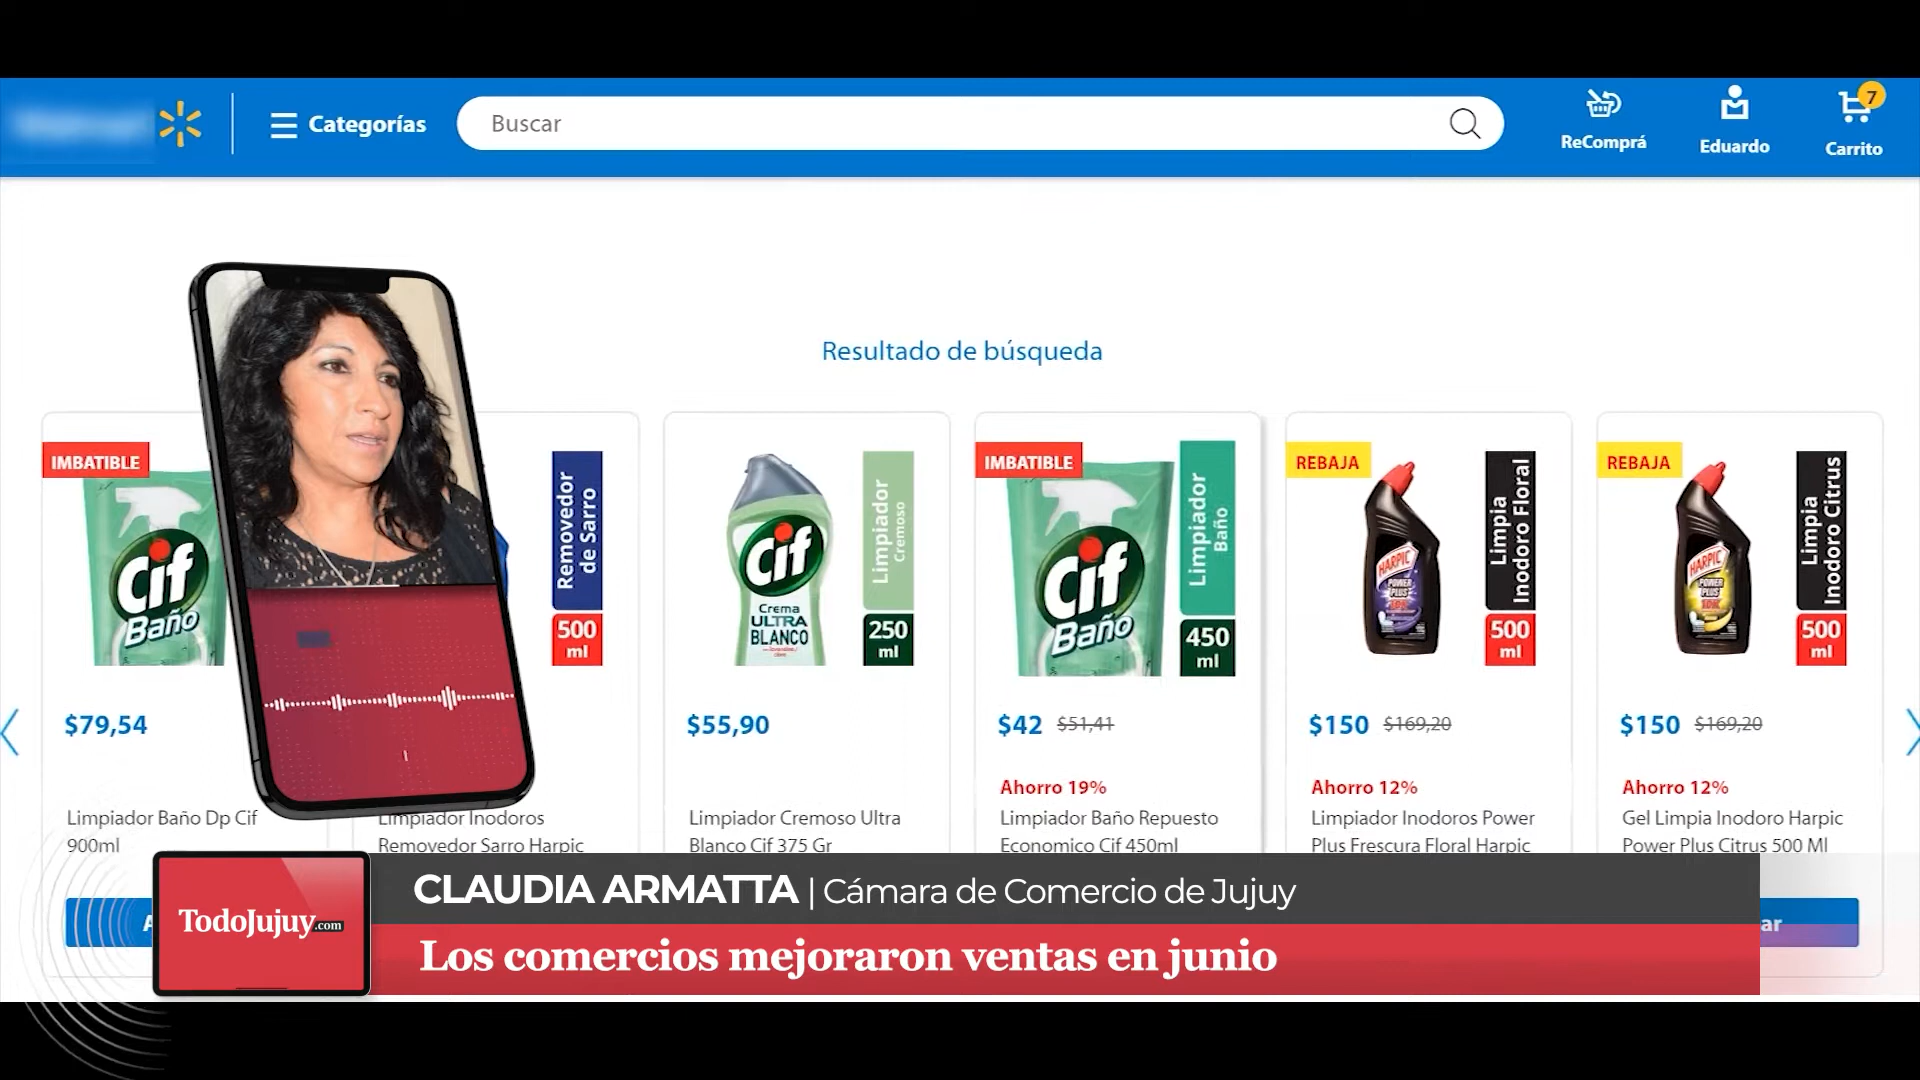 Categorías
Buscar
ReComprá
Eduardo
7
Carrito
Resultado de búsqueda
IMBATIBLE
Cif
Baño
$79,54
Limpiador Baño Dp Cif
900ml
Removedor
de Sarro
500
ml
Limpiador Inodoros
Removedor Sarro Harpic
Cif
Crema
ULTRA
BLANCO
Limpiador
Cremoso
250
ml
$55,90
Limpiador Cremoso Ultra
Blanco Cif 375 Gr
IMBATIBLE
Cif
Baño
Limpiador
Baño
450
ml
$42 $51,41
Ahorro 19%
Limpiador Baño Repuesto
Economico Cif 450ml
REBAJA
HARPIC
POWER
PLUS
Limpia
Inodoro Floral
500
ml
$150 $169,20
Ahorro 12%
Limpiador Inodoros Power
Plus Frescura Floral Harpic
REBAJA
HARPIC
POWER
PLUS
Limpia
Inodoro Citrus
500
ml
$150 $169,20
Ahorro 12%
Gel Limpia Inodoro Harpic
Power Plus Citrus 500 Ml
A
ar
TodoJujuy.com
CLAUDIA ARMATTA | Cámara de Comercio de Jujuy
Los comercios mejoraron ventas en junio